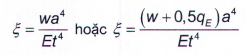 ξ = wa⁴ / Et⁴ hoặc ξ = (w + 0,5q_E) a⁴ / Et⁴